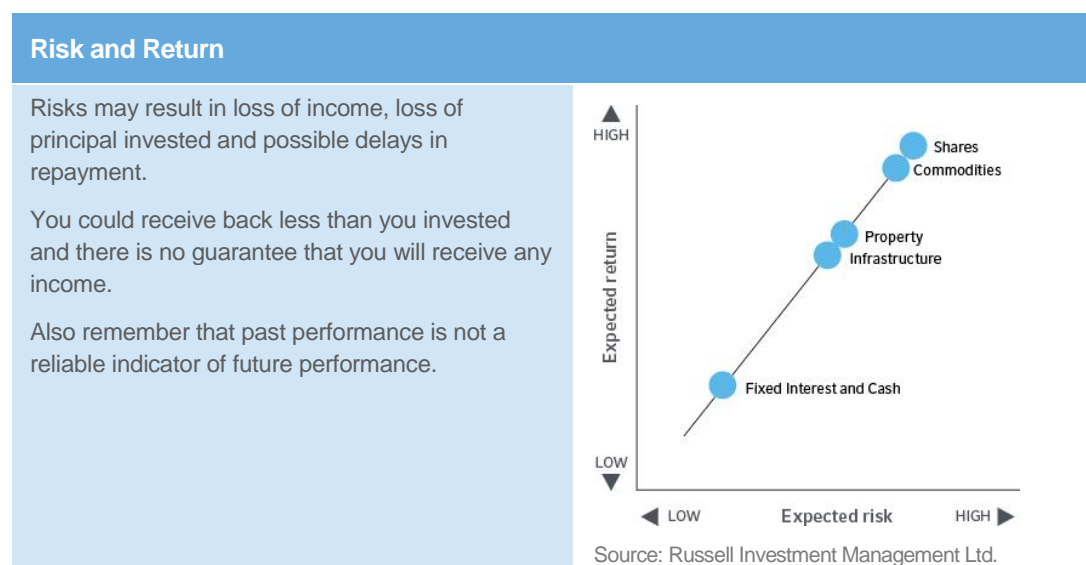 Risk and Return
Risks may result in loss of income, loss of
principal invested and possible delays in
repayment.
You could receive back less than you invested
and there is no guarantee that you will receive any
income.
Also remember that past performance is not a
reliable indicator of future performance.
HIGH
Shares
Commodities
Property
Infrastructure
Expected return
Fixed Interest and Cash
LOW
LOW Expected risk HIGH
Source: Russell Investment Management Ltd.